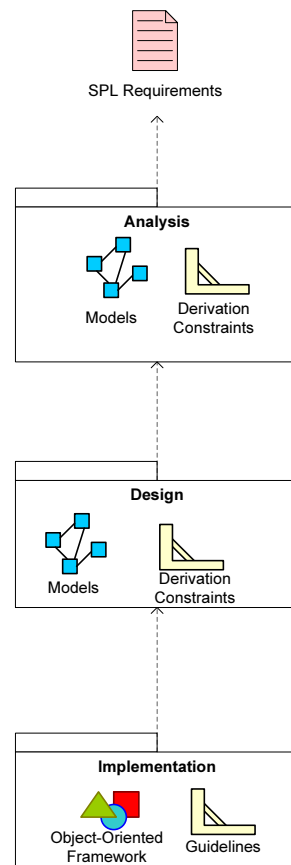 SPL Requirements
Analysis
Models
Derivation
Constraints
Design
Models
Derivation
Constraints
Implementation
Object-Oriented
Framework
Guidelines